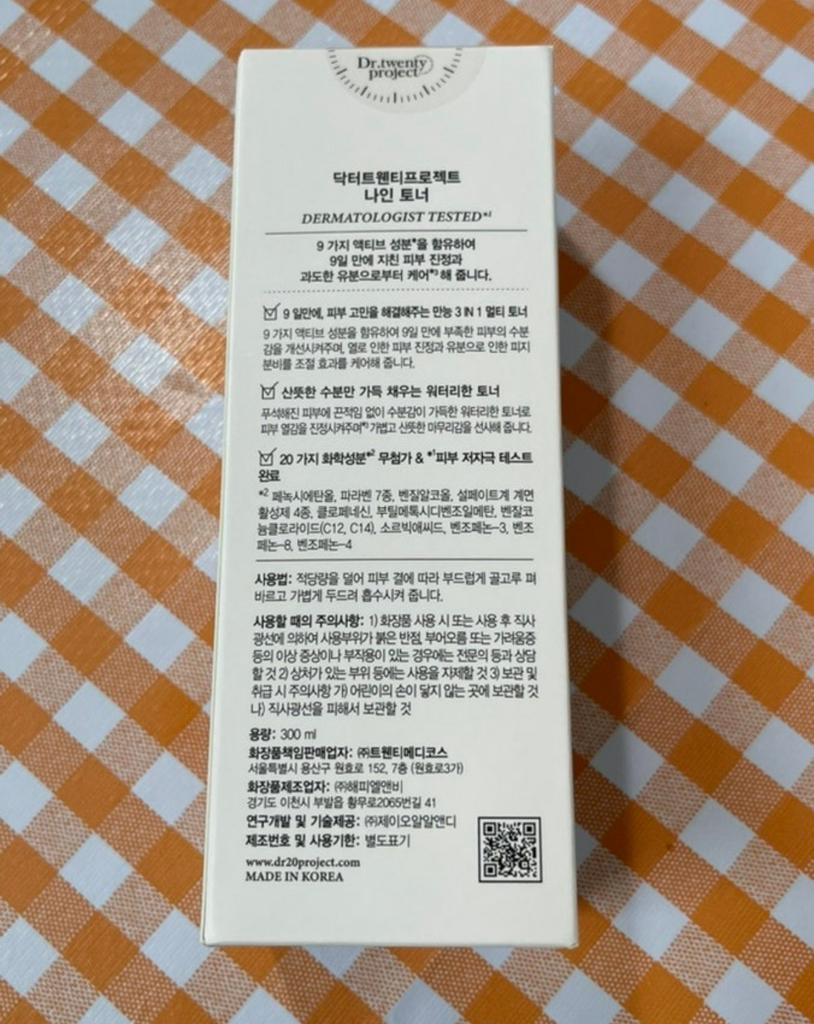 Dr.twenty
project
닥터트웬티프로젝트
나인 토너
DERMATOLOGIST TESTED*1
9 가지 액티브 성분*을 함유하여
9일 만에 지친 피부 진정과
과도한 유분으로부터 케어*3 해 줍니다.
9 일만에, 피부 고민을 해결해주는 만능 3 IN 1 멀티 토너
9 가지 액티브 성분을 함유하여 9일 만에 부족한 피부의 수분
감을 개선시켜주며, 열로 인한 피부 진정과 유분으로 인한 피지
분비를 조절 효과를 케어해 줍니다.
산뜻한 수분만 가득 채우는 워터리한 토너
푸석해진 피부에 끈적임 없이 수분감이 가득한 워터리한 토너로
피부 열감을 진정시켜주며*3 가볍고 산뜻한 마무리감을 선사해 줍니다.
20 가지 화학성분*2 무첨가 & *1피부 저자극 테스트
완료
*2 페녹시에탄올, 파라벤 7종, 벤질알코올, 설페이트계 계면
활성제 4종, 클로페네신, 부틸메톡시디벤조일메탄, 벤잘코
늄클로라이드(C12, C14), 소르빅애씨드, 벤조페논-3, 벤조
페논-8, 벤조페논-4
사용법: 적당량을 덜어 피부 결에 따라 부드럽게 골고루 펴
바르고 가볍게 두드려 흡수시켜 줍니다.
사용할 때의 주의사항: 1) 화장품 사용 시 또는 사용 후 직사
광선에 의하여 사용부위가 붉은 반점, 부어오름 또는 가려움증
등의 이상 증상이나 부작용이 있는 경우에는 전문의 등과 상담
할 것 2) 상처가 있는 부위 등에는 사용을 자제할 것 3) 보관 및
취급 시 주의사항 가) 어린이의 손이 닿지 않는 곳에 보관할 것
나) 직사광선을 피해서 보관할 것
용량: 300 ml
화장품책임판매업자: ㈜트웬티메디코스
서울특별시 용산구 원효로 152, 7층 (원효로3가)
화장품제조업자: ㈜해피엘앤비
경기도 이천시 부발읍 황무로2065번길 41
연구개발 및 기술제공: ㈜제이오알앤디
제조번호 및 사용기한: 별도표기
www.dr20project.com
MADE IN KOREA